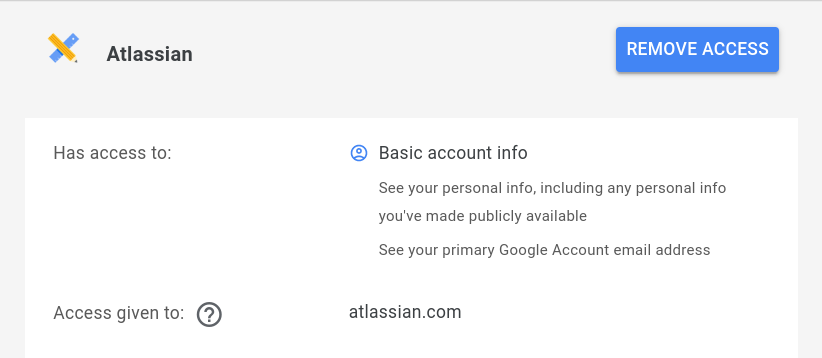 Atlassian
REMOVE ACCESS
Has access to:
Basic account info
See your personal info, including any personal info
you've made publicly available
See your primary Google Account email address
Access given to:
?
atlassian.com